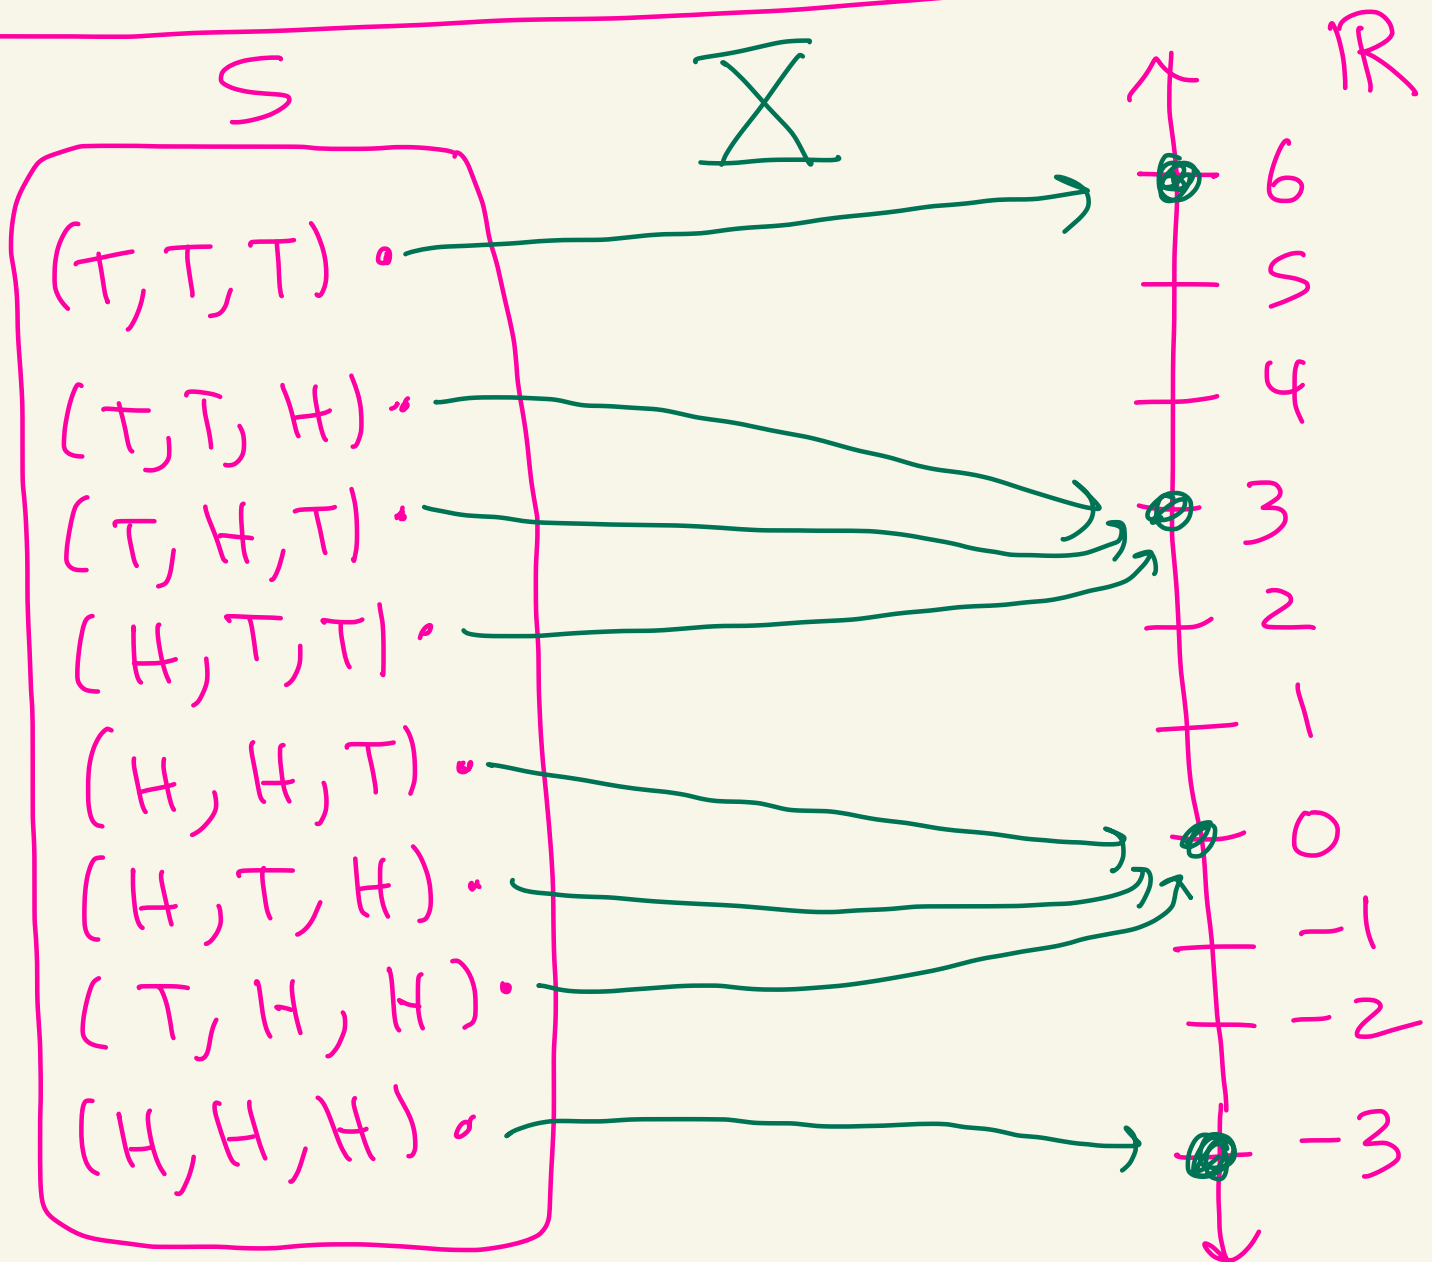 S X ℝ
6
(T, T, T)
5
4
(T, T, H)
3
(T, H, T)
2
(H, T, T)
1
(H, H, T)
0
(H, T, H)
-1
(T, H, H)
-2
(H, H, H)
-3